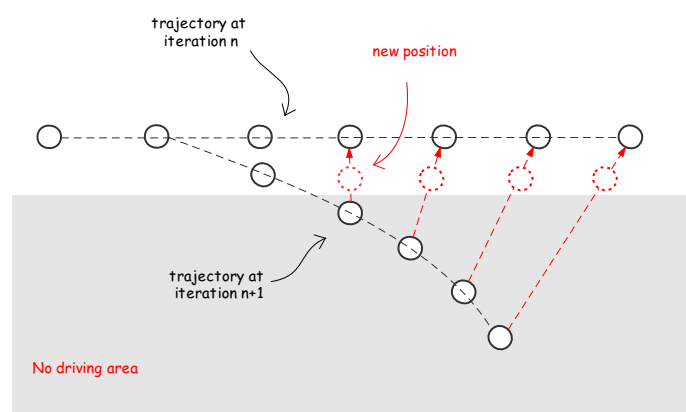 trajectory at
iteration n
new position
trajectory at
iteration n+1
No driving area